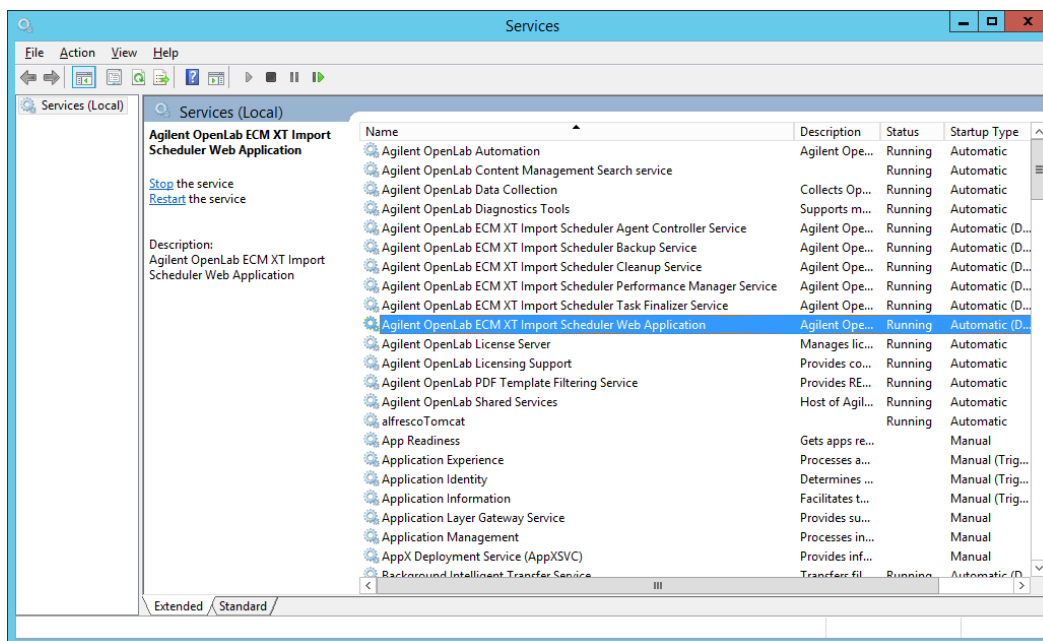 Services
File Action View Help
Services (Local)
Services (Local)
Agilent OpenLab ECM XT Import
Scheduler Web Application
Stop the service
Restart the service
Description:
Agilent OpenLab ECM XT Import
Scheduler Web Application
Name Description Status Startup Type
Agilent OpenLab Automation Agilent Ope... Running Automatic
Agilent OpenLab Content Management Search service Running Automatic
Agilent OpenLab Data Collection Collects Op... Running Automatic
Agilent OpenLab Diagnostics Tools Supports m... Running Automatic
Agilent OpenLab ECM XT Import Scheduler Agent Controller Service Agilent Ope... Running Automatic (D...
Agilent OpenLab ECM XT Import Scheduler Backup Service Agilent Ope... Running Automatic (D...
Agilent OpenLab ECM XT Import Scheduler Cleanup Service Agilent Ope... Running Automatic (D...
Agilent OpenLab ECM XT Import Scheduler Performance Manager Service Agilent Ope... Running Automatic (D...
Agilent OpenLab ECM XT Import Scheduler Task Finalizer Service Agilent Ope... Running Automatic (D...
Agilent OpenLab ECM XT Import Scheduler Web Application Agilent Ope... Running Automatic (D...
Agilent OpenLab License Server Manages lic... Running Automatic
Agilent OpenLab Licensing Support Provides co... Running Automatic
Agilent OpenLab PDF Template Filtering Service Provides RE... Running Automatic
Agilent OpenLab Shared Services Host of Agil... Running Automatic
alfrescoTomcat Running Automatic
App Readiness Gets apps re... Manual
Application Experience Processes a... Manual (Trig...
Application Identity Determines ... Manual (Trig...
Application Information Facilitates t... Manual (Trig...
Application Layer Gateway Service Provides su... Manual
Application Management Processes in... Manual
AppX Deployment Service (AppXSVC) Provides inf... Manual
Background Intelligent Transfer Service Transfers fil... Running Automatic (D...
Extended Standard